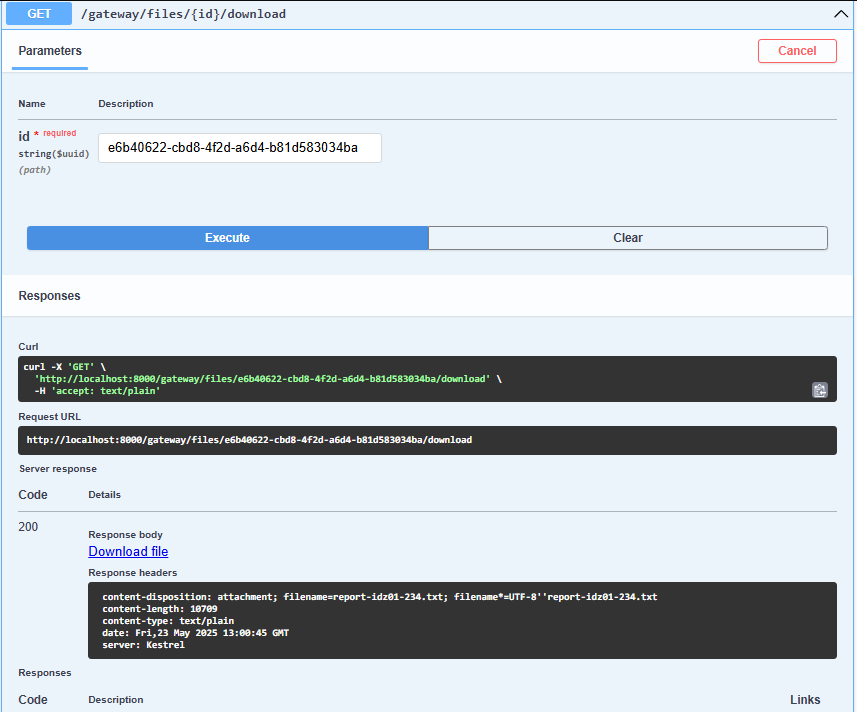 GET /gateway/files/{id}/download
Parameters
Cancel
Name Description
id * required
string($uuid)
(path)
e6b40622-cbd8-4f2d-a6d4-b81d583034ba
Execute Clear
Responses
Curl
curl -X 'GET' \
'http://localhost:8000/gateway/files/e6b40622-cbd8-4f2d-a6d4-b81d583034ba/download' \
-H 'accept: text/plain'
Request URL
http://localhost:8000/gateway/files/e6b40622-cbd8-4f2d-a6d4-b81d583034ba/download
Server response
Code Details
200
Response body
Download file
Response headers
content-disposition: attachment; filename=report-idz01-234.txt; filename*=UTF-8''report-idz01-234.txt
content-length: 10709
content-type: text/plain
date: Fri,23 May 2025 13:00:45 GMT
server: Kestrel
Responses
Code Description Links